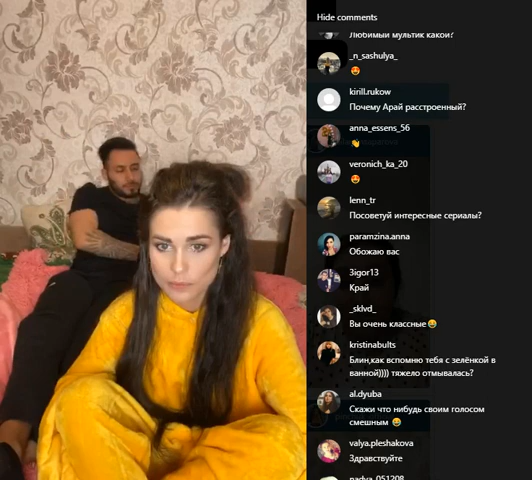 Hide comments
Любимый мультик какой?
_n_sashulya_
😍
kirill.rukow
Почему Арай расстроенный?
anna_essens_56
👋
veronich_ka_20
😍
lenn_tr
Посоветуй интересные сериалы?
paramzina.anna
Обожаю вас
3igor13
Край
_sklvd_
Вы очень классные😂
kristinabults
Блин,как вспомню тебя с зелёнкой в
ванной)))) тяжело отмывалась?
al.dyuba
Скажи что нибудь своим голосом
смешным 😂
valya.pleshakova
Здравствуйте
nadya_051208